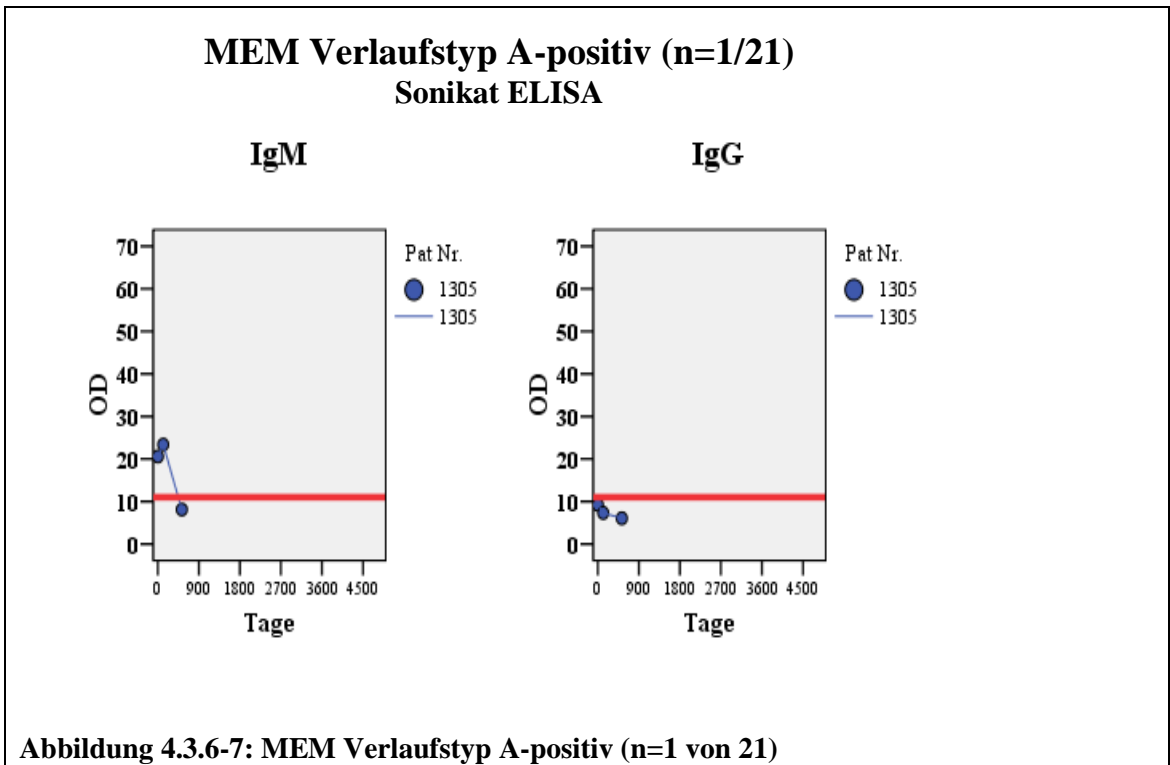 MEM Verlaufstyp A-positiv (n=1/21)
Sonikat ELISA
IgM
70
60
50
40
30
20
10
0
OD
0 900 1800 2700 3600 4500
Tage
Pat Nr.
1305
1305
IgG
70
60
50
40
30
20
10
0
OD
0 900 1800 2700 3600 4500
Tage
Pat Nr.
1305
1305
Abbildung 4.3.6-7: MEM Verlaufstyp A-positiv (n=1 von 21)